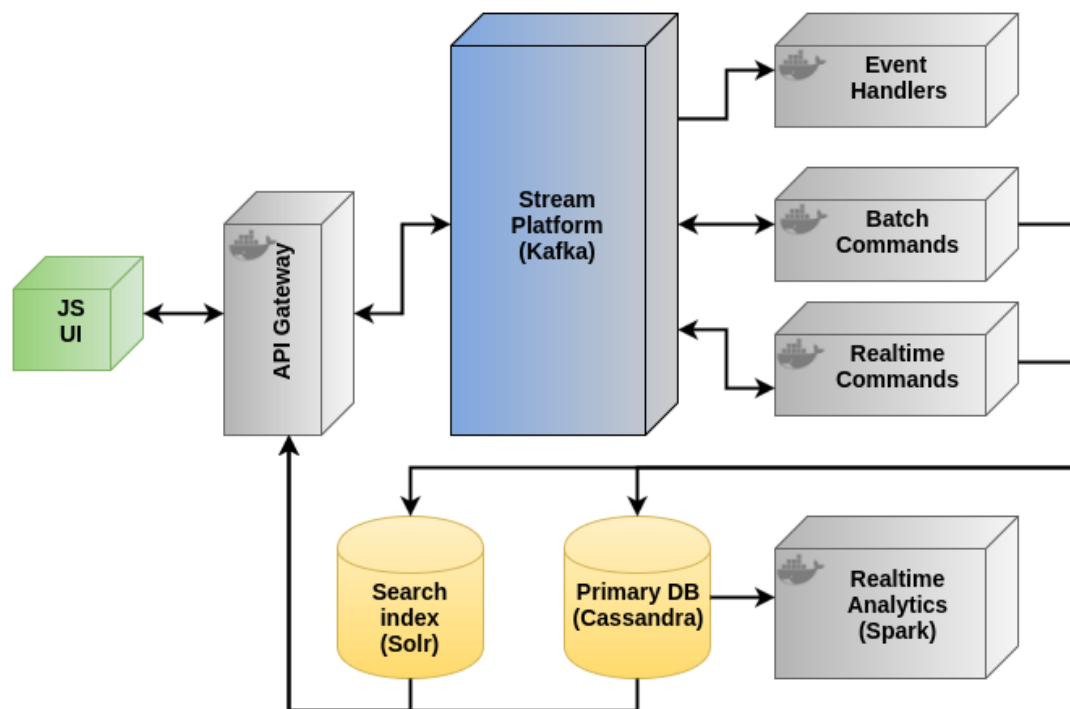 Event
Handlers
Stream
Platform
(Kafka)
Batch
Commands
API Gateway
JS
UI
Realtime
Commands
Search
index
(Solr)
Primary DB
(Cassandra)
Realtime
Analytics
(Spark)